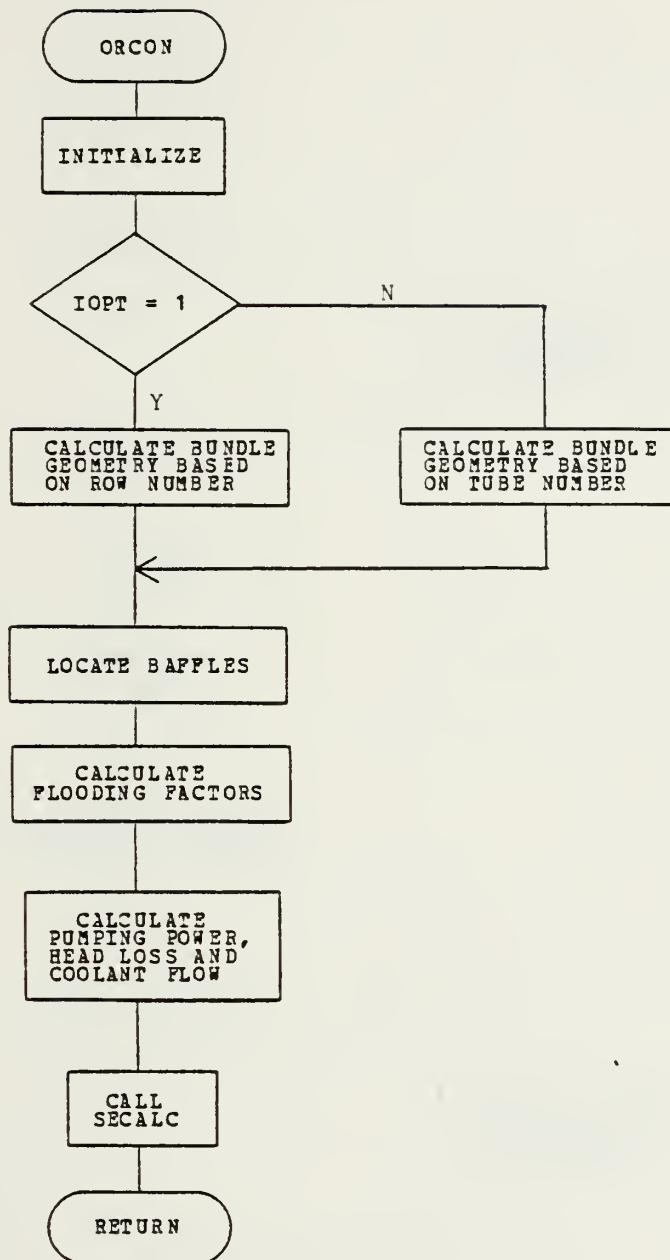 ORCON
INITIALIZE
IOPT = 1
N
Y
CALCULATE BUNDLE
GEOMETRY BASED
ON ROW NUMBER
CALCULATE BUNDLE
GEOMETRY BASED
ON TUBE NUMBER
LOCATE BAFFLES
CALCULATE
FLOODING FACTORS
CALCULATE
PUMPING POWER,
HEAD LOSS AND
COOLANT FLOW
CALL
SECALC
RETURN